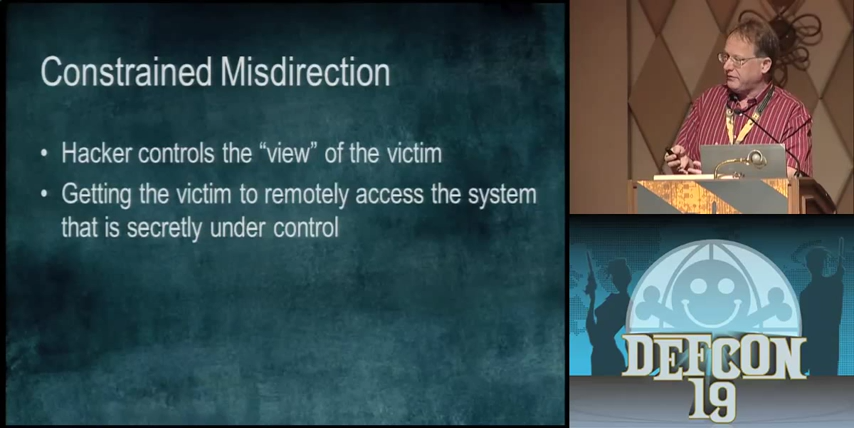 Constrained Misdirection
• Hacker controls the “view” of the victim
• Getting the victim to remotely access the system
that is secretly under control
DEFCON
19